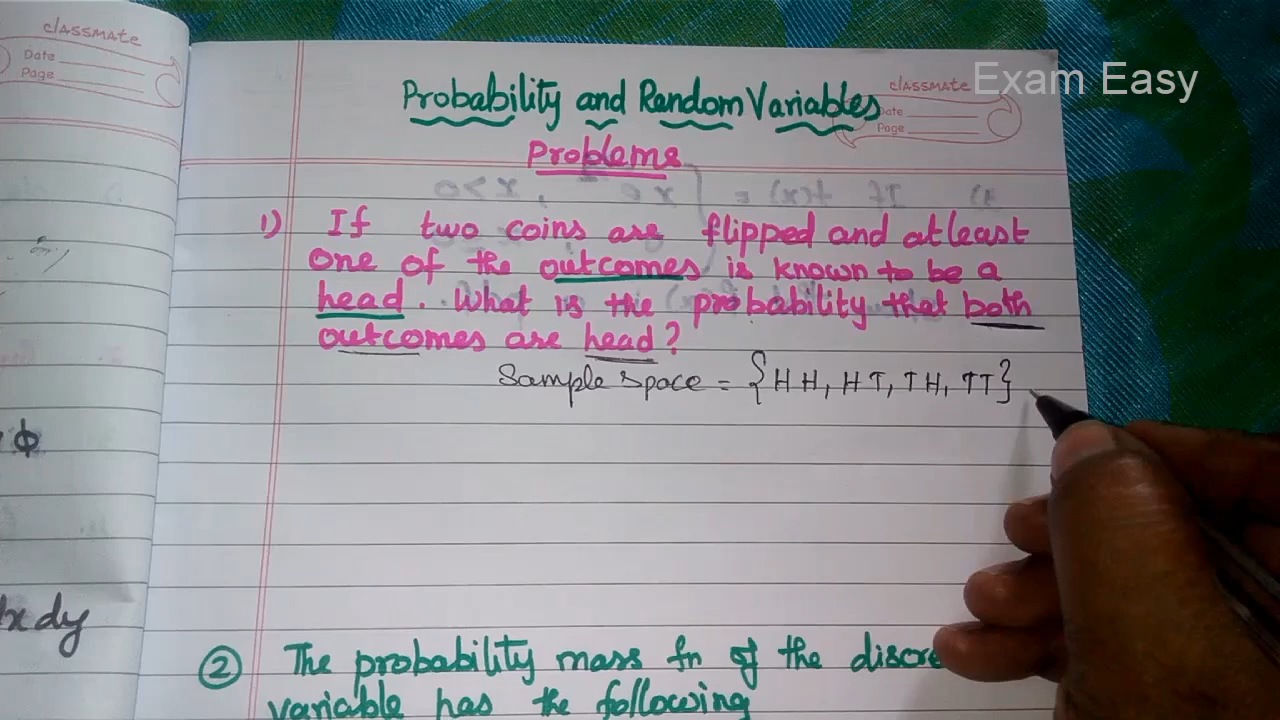 classmate
Date
Page
Exam Easy
classmate
Date
Page
Probability and Random Variables
Problems
1) If two coins are flipped and atleast
one of the outcomes is known to be a
head. What is the probability that both
outcomes are head?
Sample space = {HH, HT, TH, TT}
ϕ
dy
② The probability mass fn of the
variable has the following